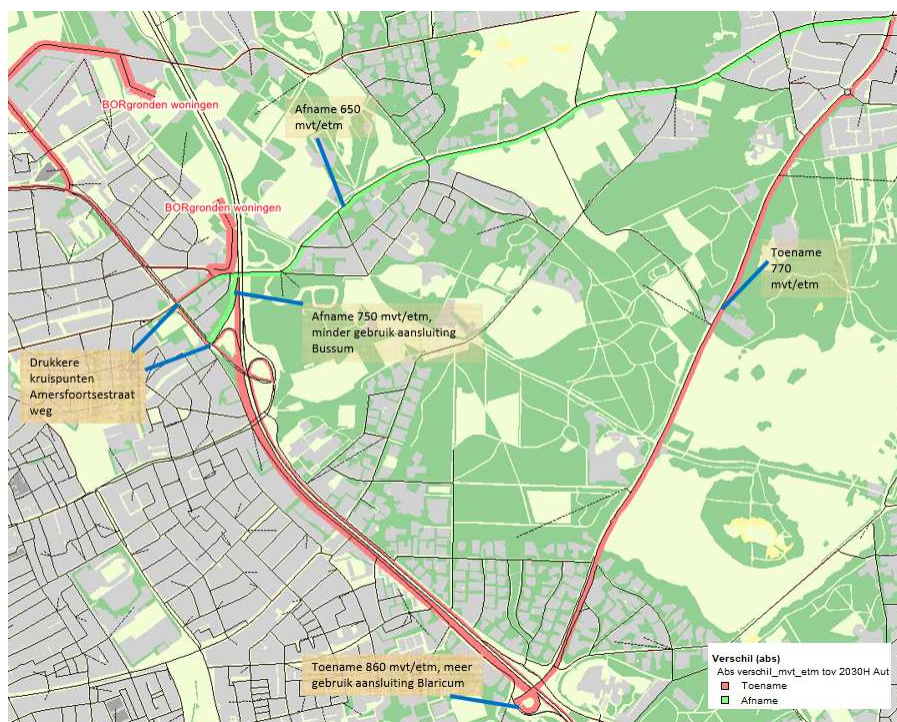 BORgronden woningen
Afname 650
mvt/etm
BORgronden woningen
Toename
770
mvt/etm
Afname 750 mvt/etm,
minder gebruik aansluiting
Bussum
Drukkere
kruispunten
Amersfoortsestraat
weg
Toename 860 mvt/etm, meer
gebruik aansluiting Blaricum
Verschil (abs)
Abs verschil_mvt_etm tov 2030H Aut
Toename
Afname